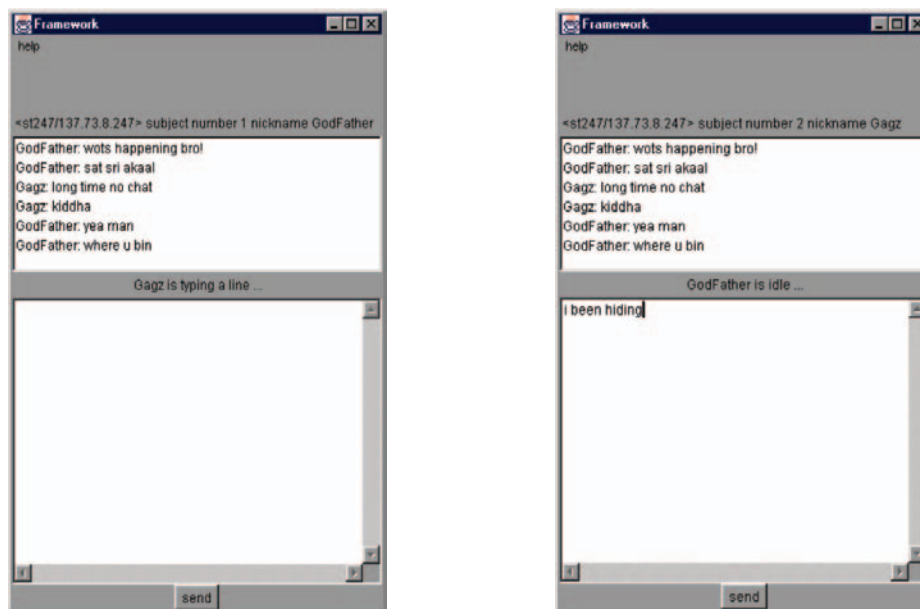 Framework
help
<st247/137.73.8.247> subject number 1 nickname GodFather
GodFather: wots happening bro!
GodFather: sat sri akaal
Gagz: long time no chat
Gagz: kiddha
GodFather: yea man
GodFather: where u bin
Gagz is typing a line ...
send
Framework
help
<st247/137.73.8.247> subject number 2 nickname Gagz
GodFather: wots happening bro!
GodFather: sat sri akaal
Gagz: long time no chat
Gagz: kiddha
GodFather: yea man
GodFather: where u bin
GodFather is idle ...
i been hiding
send